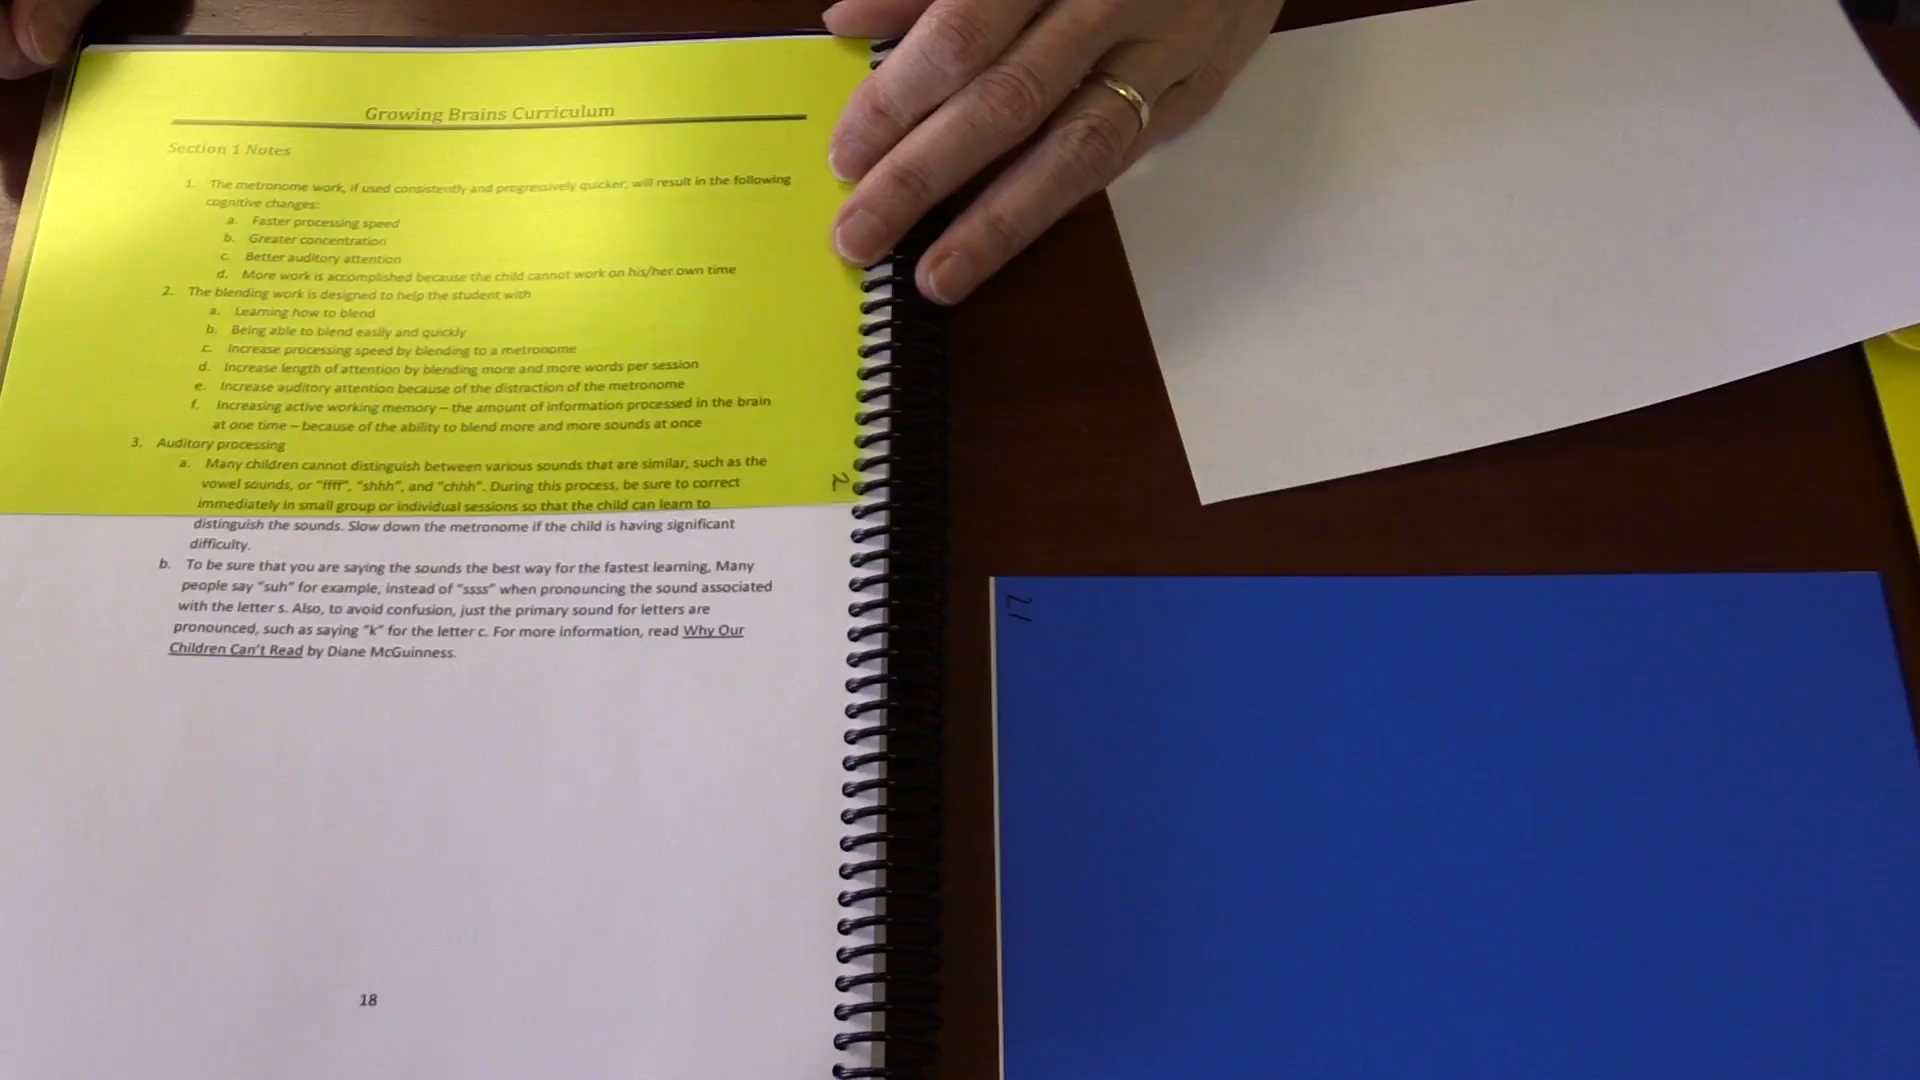 Growing Brains Curriculum
Section 1 Notes
1. The metronome work, if used consistently and progressively quicker, will result in the following
cognitive changes:
a. Faster processing speed
b. Greater concentration
c. Better auditory attention
d. More work is accomplished because the child cannot work on his/her own time
2. The blending work is designed to help the student with
a. Learning how to blend
b. Being able to blend easily and quickly
c. Increase processing speed by blending to a metronome
d. Increase length of attention by blending more and more words per session
e. Increase auditory attention because of the distraction of the metronome
f. Increasing active working memory – the amount of information processed in the brain
at one time – because of the ability to blend more and more sounds at once
3. Auditory processing
a. Many children cannot distinguish between various sounds that are similar, such as the
vowel sounds, or "ffff", "shhh", and "chhh". During this process, be sure to correct
immediately in small group or individual sessions so that the child can learn to
distinguish the sounds. Slow down the metronome if the child is having significant
difficulty.
b. To be sure that you are saying the sounds the best way for the fastest learning, Many
people say "suh" for example, instead of "ssss" when pronouncing the sound associated
with the letter s. Also, to avoid confusion, just the primary sound for letters are
pronounced, such as saying "k" for the letter c. For more information, read Why Our
Children Can't Read by Diane McGuinness.
18
2